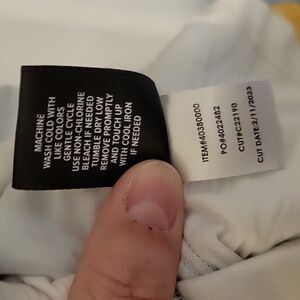 MACHINE
WASH COLD WITH
LIKE COLORS
GENTLE CYCLE
USE NON-CHLORINE
BLEACH IF NEEDED
TUMBLE DRY LOW
REMOVE PROMPTLY
AND TOUCH UP
WITH COOL IRON
IF NEEDED
ITEM#40380000
PO#4022482
CUT#C22190
CUT DATE:2/11/2023